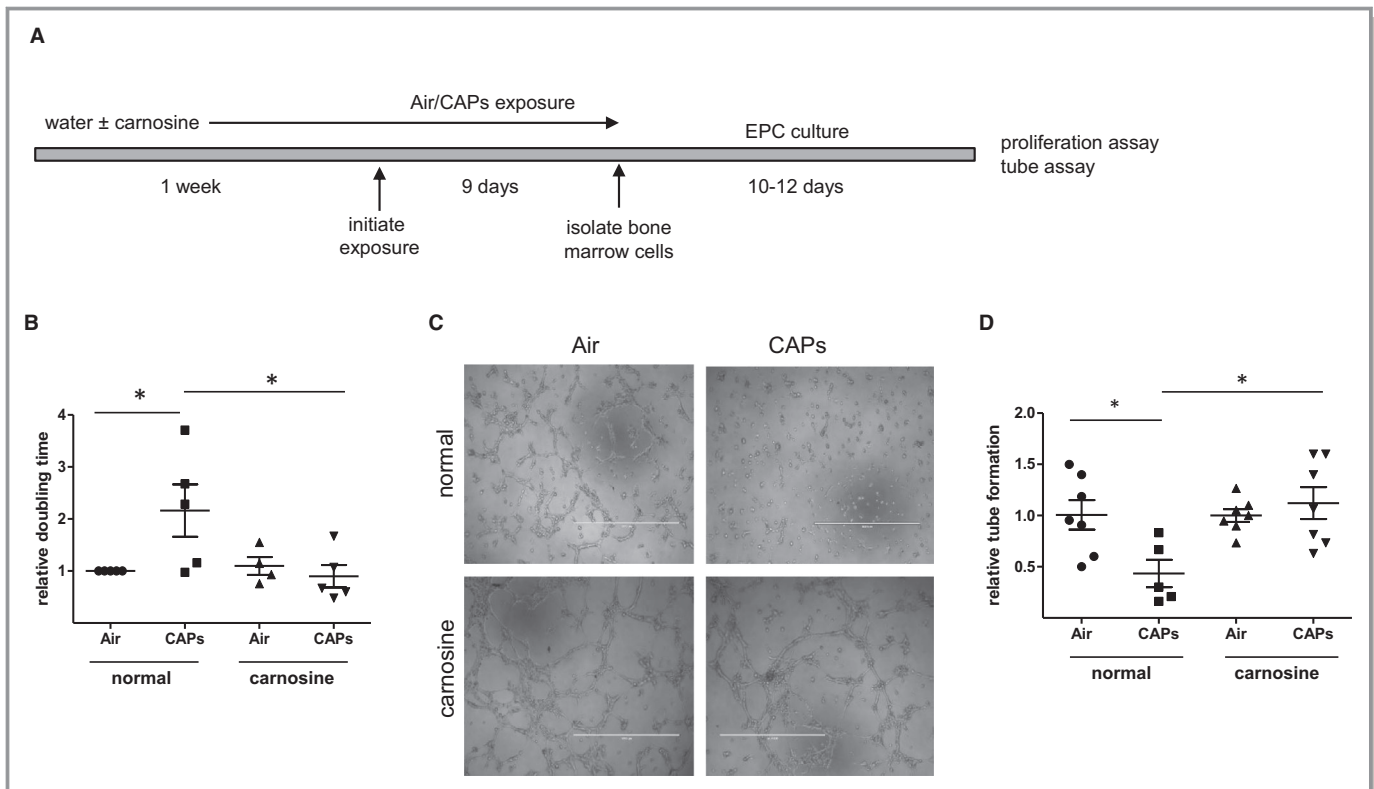 A
Air/CAPs exposure
water ± carnosine
EPC culture
proliferation assay
tube assay
1 week
9 days
10-12 days
initiate
exposure
isolate bone
marrow cells
B
*
*
relative doubling time
4
3
2
1
Air
CAPs
Air
CAPs
normal
carnosine
C
Air
CAPs
normal
carnosine
D
*
*
relative tube formation
2.0
1.5
1.0
0.5
Air
CAPs
Air
CAPs
normal
carnosine